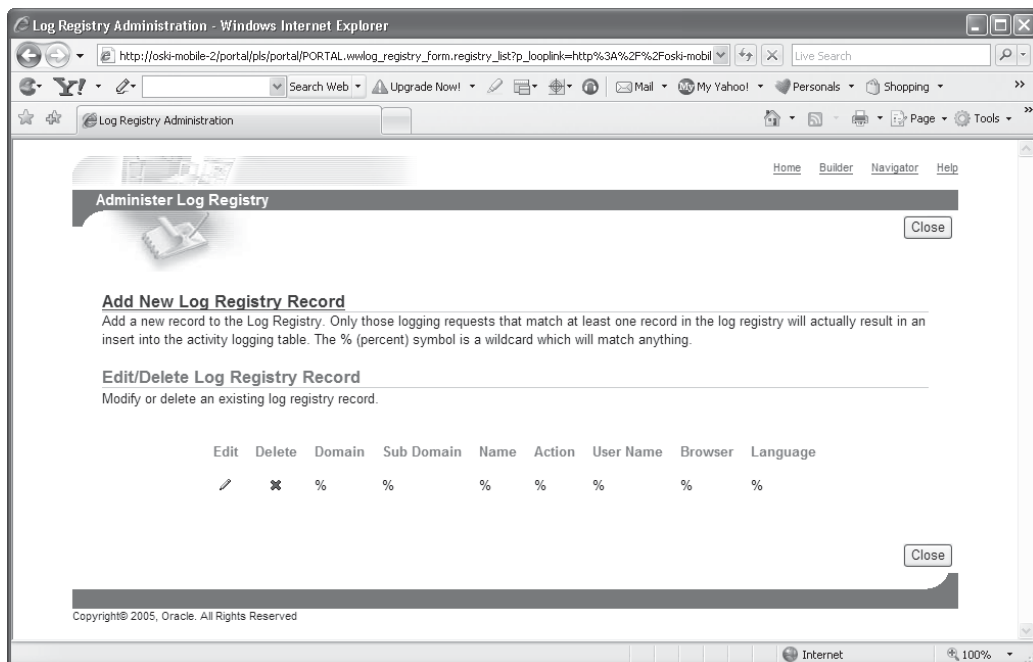 Log Registry Administration - Windows Internet Explorer
http://oski-mobile-2/portal/pls/portal/PORTAL.wwlog_registry_form.registry_list?p_looplink=http%3A%2F%2Foski-mobil
Live Search
Search Web
Upgrade Now!
Mail
My Yahoo!
Personals
Shopping
Log Registry Administration
Page
Tools
Home Builder Navigator Help
Administer Log Registry
Close
Add New Log Registry Record
Add a new record to the Log Registry. Only those logging requests that match at least one record in the log registry will actually result in an
insert into the activity logging table. The % (percent) symbol is a wildcard which will match anything.
Edit/Delete Log Registry Record
Modify or delete an existing log registry record.
Edit Delete Domain Sub Domain Name Action User Name Browser Language
% % % % % % %
Close
Copyright© 2005, Oracle. All Rights Reserved
Internet 100%